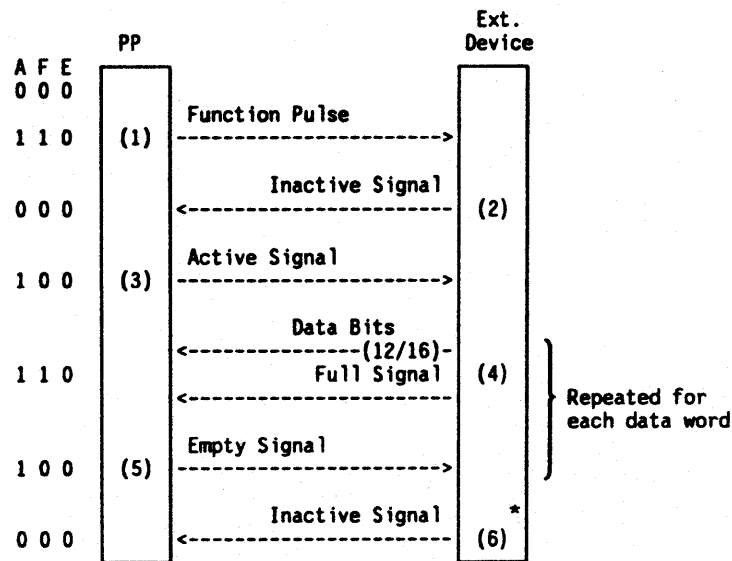 Ext.
PP Device
A F E
0 0 0
Function Pulse
1 1 0 (1)
Inactive Signal
0 0 0 (2)
Active Signal
1 0 0 (3)
Data Bits
(12/16)
1 1 0 Full Signal (4)
Repeated for
each data word
Empty Signal
1 0 0 (5)
Inactive Signal *
0 0 0 (6)